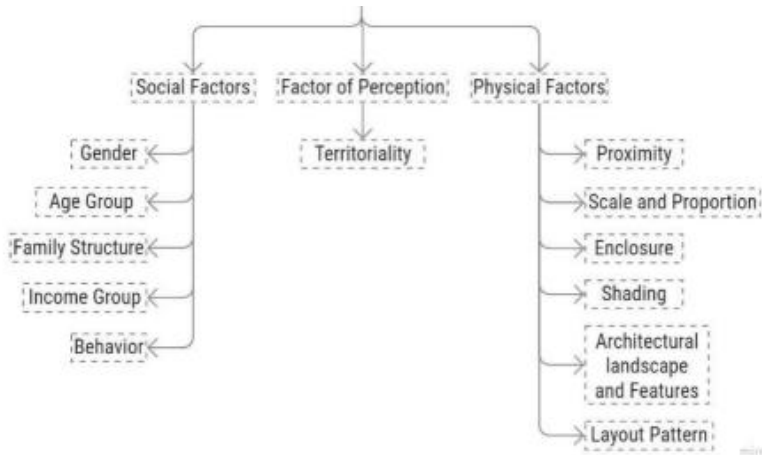 Social Factors
Factor of Perception
Physical Factors
Gender
Age Group
Family Structure
Income Group
Behavior
Territoriality
Proximity
Scale and Proportion
Enclosure
Shading
Architectural
landscape
and Features
Layout Pattern
miro